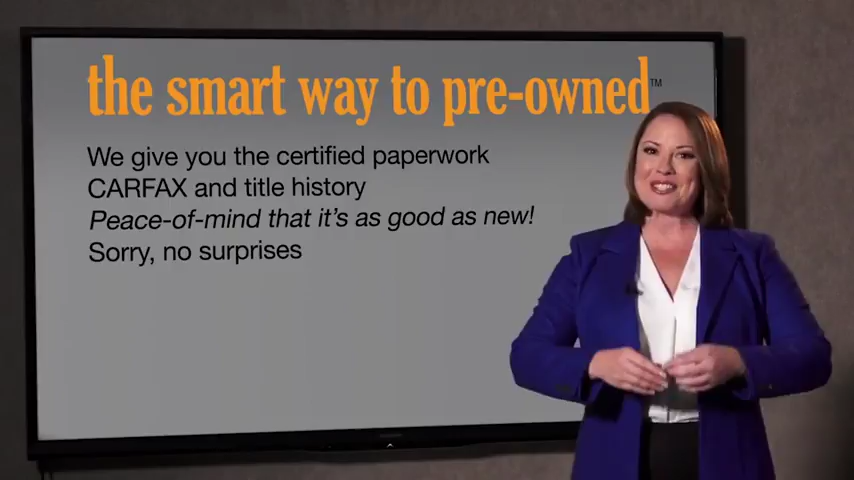 the smart way to pre-owned™
We give you the certified paperwork
CARFAX and title history
Peace-of-mind that it's as good as new!
Sorry, no surprises